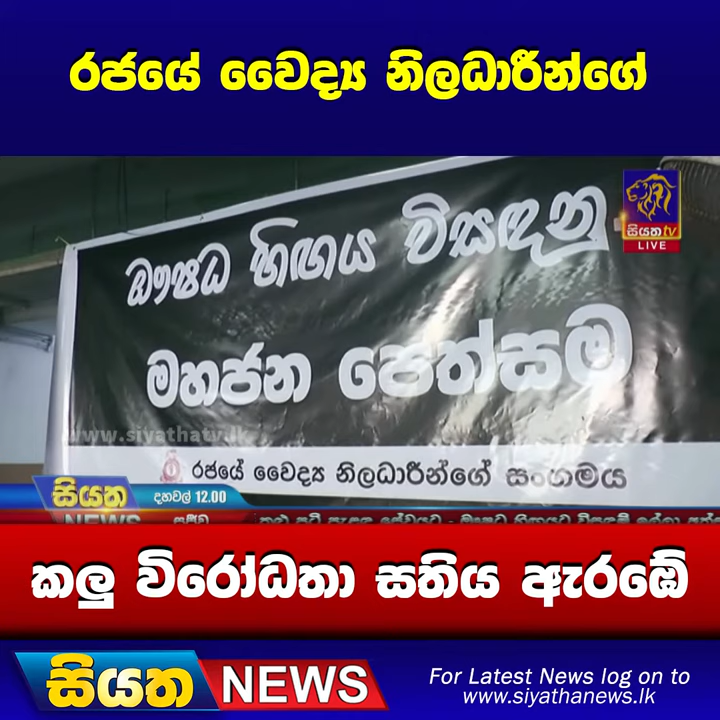 රජයේ වෛද්‍ය නිලධාරීන්ගේ
සියත tv
LIVE
ඖෂධ හිඟය විසඳනු
මහජන පෙත්සම
www.siyathatv.lk
රජයේ වෛද්‍ය නිලධාරීන්ගේ සංගමය
සියත දහවල් 12.00
NEWS
කලු විරෝධතා සතිය ඇරඹේ
සියත NEWS
For Latest News log on to
www.siyathanews.lk